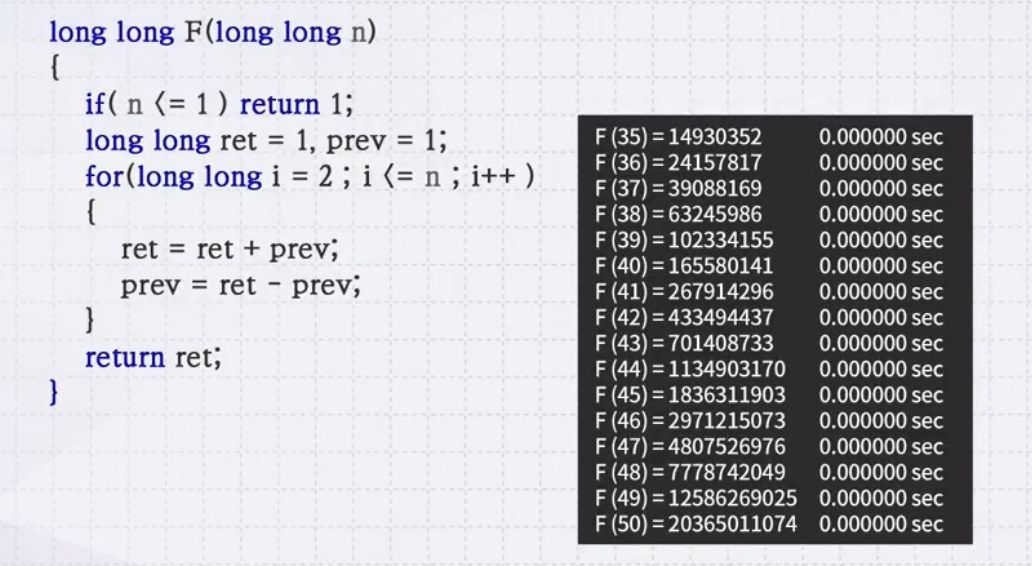 long long F(long long n)
{
if( n <= 1 ) return 1;
long long ret = 1, prev = 1;
for(long long i = 2 ; i <= n ; i++ )
{
ret = ret + prev;
prev = ret - prev;
}
return ret;
}
F (35) = 14930352 0.000000 sec
F (36) = 24157817 0.000000 sec
F (37) = 39088169 0.000000 sec
F (38) = 63245986 0.000000 sec
F (39) = 102334155 0.000000 sec
F (40) = 165580141 0.000000 sec
F (41) = 267914296 0.000000 sec
F (42) = 433494437 0.000000 sec
F (43) = 701408733 0.000000 sec
F (44) = 1134903170 0.000000 sec
F (45) = 1836311903 0.000000 sec
F (46) = 2971215073 0.000000 sec
F (47) = 4807526976 0.000000 sec
F (48) = 7778742049 0.000000 sec
F (49) = 12586269025 0.000000 sec
F (50) = 20365011074 0.000000 sec